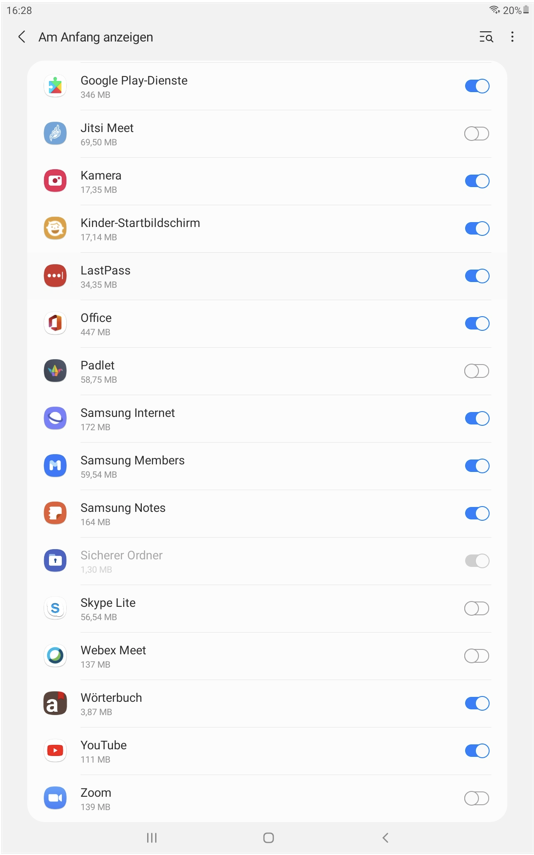 16:28
20%
Am Anfang anzeigen
Google Play-Dienste
346 MB
Jitsi Meet
69,50 MB
Kamera
17,35 MB
Kinder-Startbildschirm
17,14 MB
LastPass
34,35 MB
Office
447 MB
Padlet
58,75 MB
Samsung Internet
172 MB
Samsung Members
59,54 MB
Samsung Notes
164 MB
Sicherer Ordner
1,30 MB
S
Skype Lite
56,54 MB
Webex Meet
137 MB
a
Wörterbuch
3,87 MB
YouTube
111 MB
Zoom
139 MB